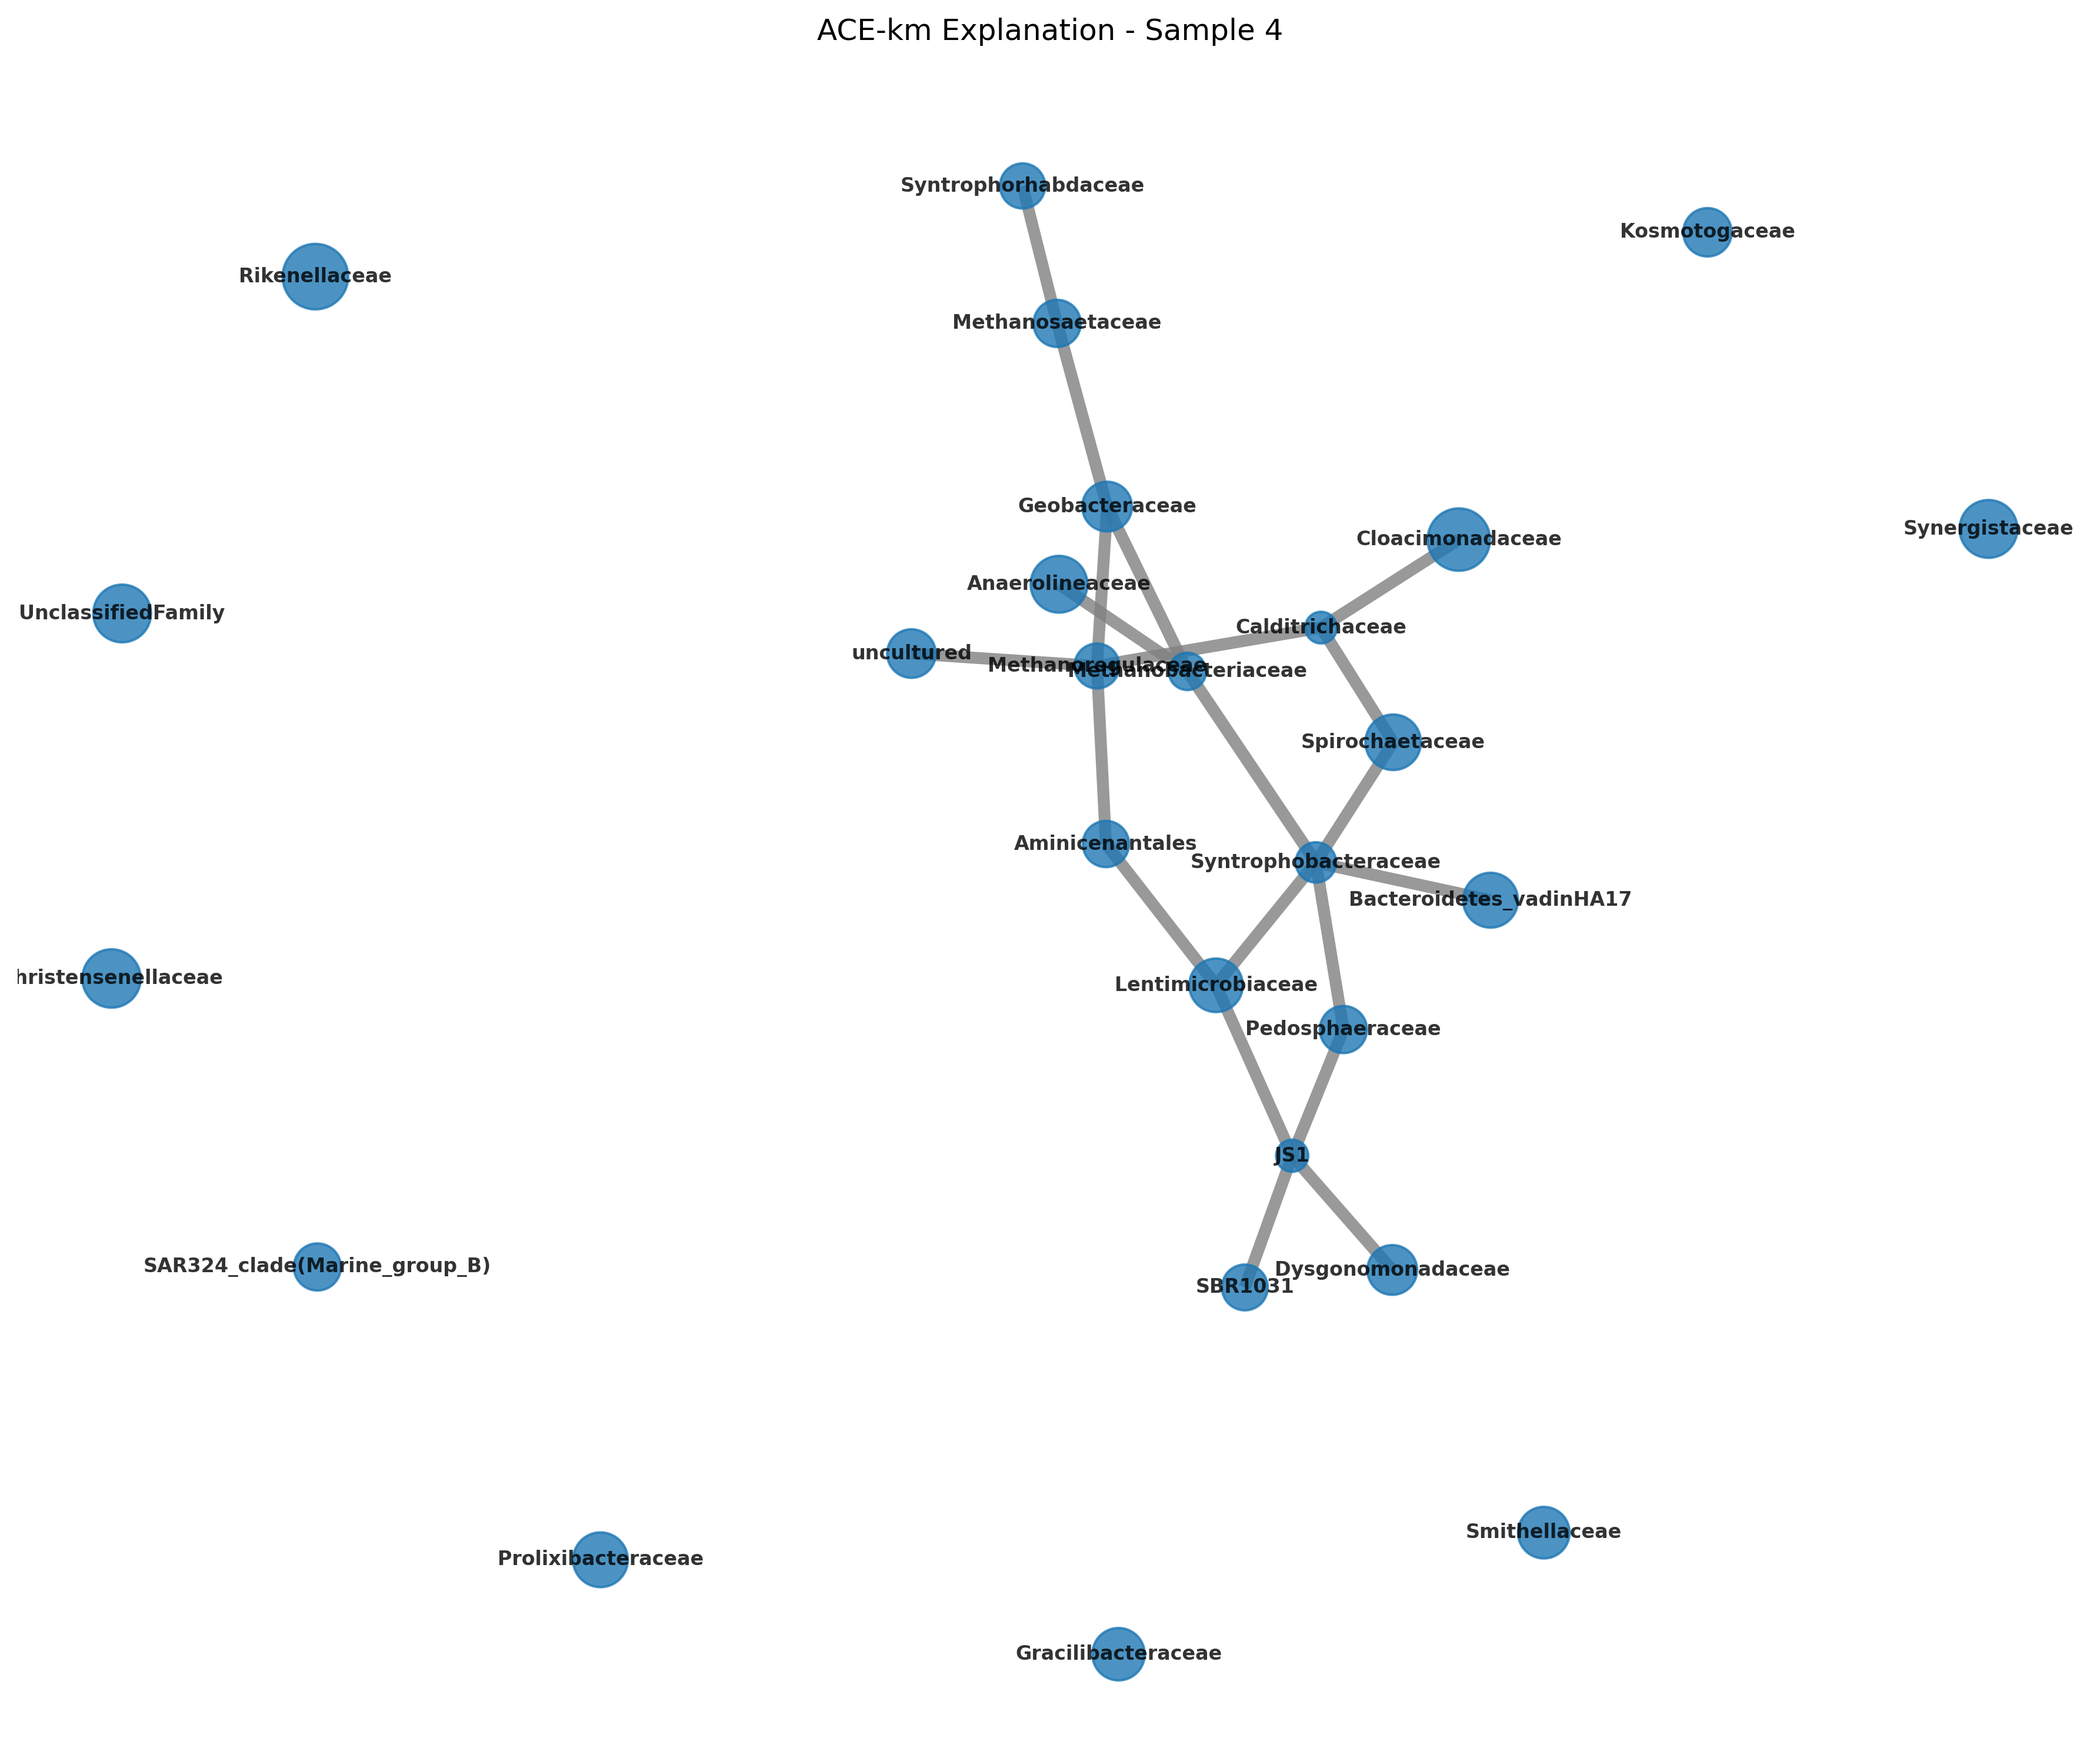 ACE-km Explanation - Sample 4
Syntrophorhabdaceae
Kosmotogaceae
Rikenellaceae
Methanosaetaceae
Geobacteraceae
Cloacimonadaceae
Synergistaceae
Anaerolineaceae
UnclassifiedFamily
Calditrichaceae
uncultured
Methanoregulaceae
Methanobacteriaceae
Spirochaetaceae
Aminicenantales
Syntrophobacteraceae
Bacteroidetes_vadinHA17
hristensenellaceae
Lentimicrobiaceae
Pedosphaeraceae
JS1
SAR324_clade(Marine_group_B)
Dysgonomonadaceae
SBR1031
Smithellaceae
Prolixibacteraceae
Gracilibacteraceae